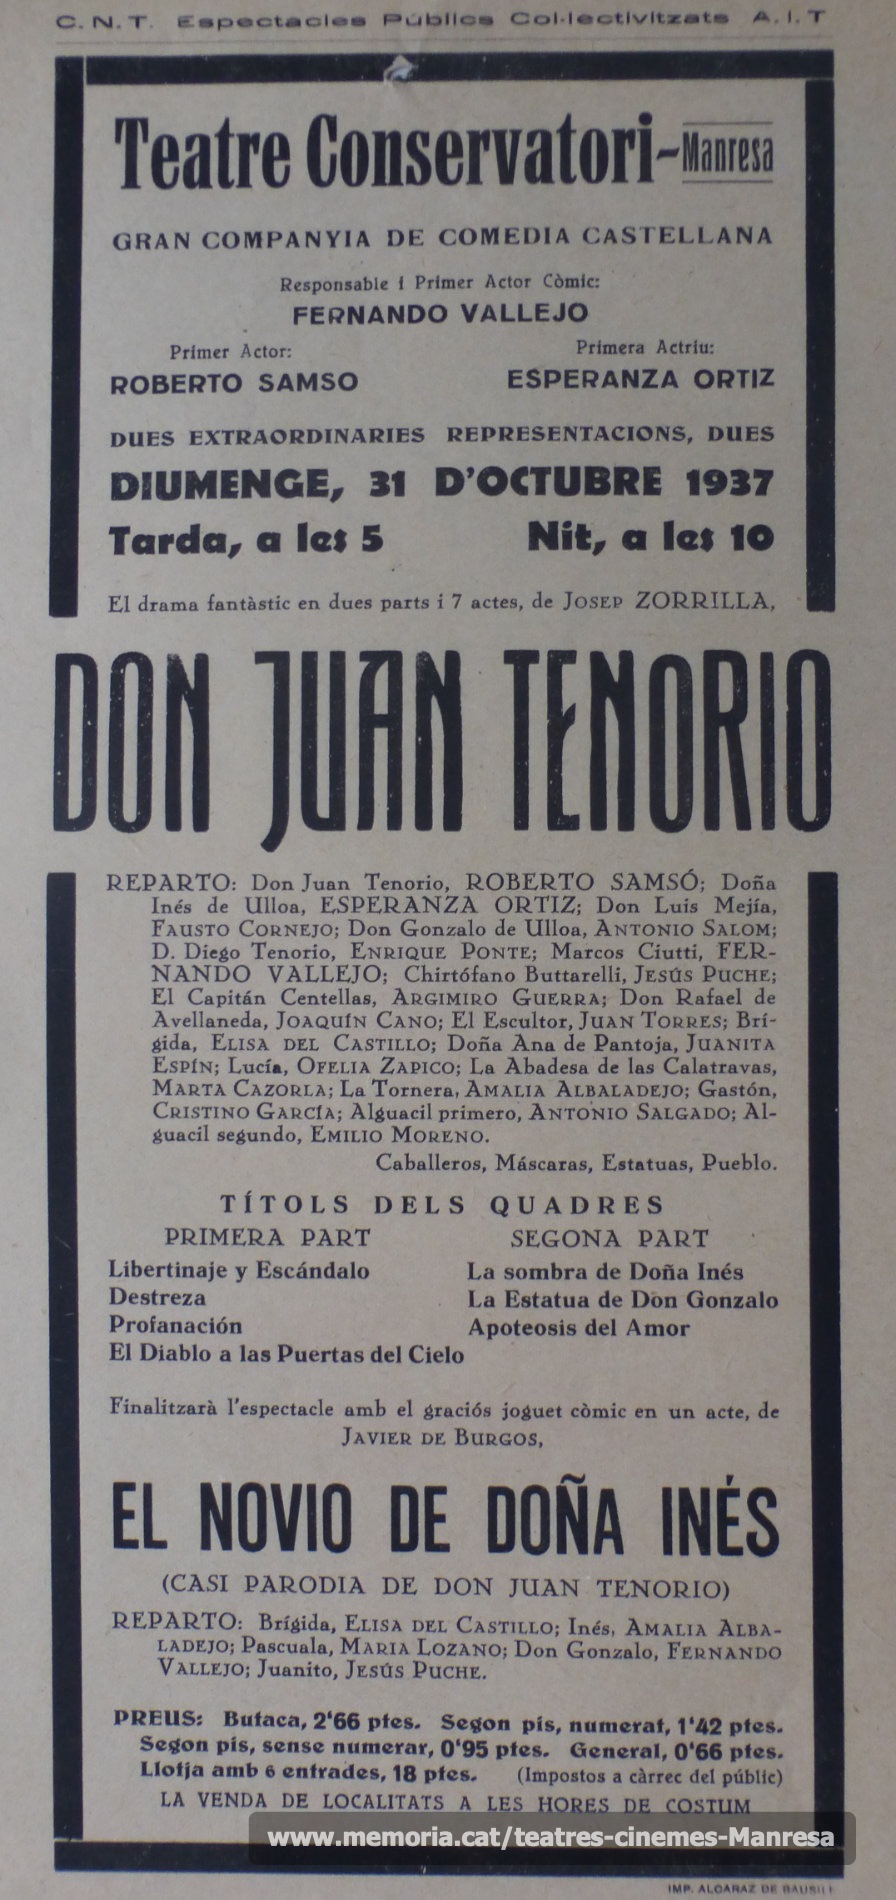 C.N.T. Espectacles Públics Col·lectivitzats A.I.T
Teatre Conservatori - Manresa
GRAN COMPANYIA DE COMEDIA CASTELLANA
Responsable i Primer Actor Còmic:
FERNANDO VALLEJO
Primer Actor: Primera Actriu:
ROBERTO SAMSO ESPERANZA ORTIZ
DUES EXTRAORDINARIES REPRESENTACIONS, DUES
DIUMENGE, 31 D'OCTUBRE 1937
Tarda, a les 5 Nit, a les 10
El drama fantàstic en dues parts i 7 actes, de JOSEP ZORRILLA,
DON JUAN TENORIO
REPARTO: Don Juan Tenorio, ROBERTO SAMSÓ; Doña
Inés de Ulloa, ESPERANZA ORTIZ; Don Luis Mejía,
FAUSTO CORNEJO; Don Gonzalo de Ulloa, ANTONIO SALOM;
D. Diego Tenorio, ENRIQUE PONTE; Marcos Ciutti, FER-
NANDO VALLEJO; Chirtófano Buttarelli, JESÚS PUCHE;
El Capitán Centellas, ARGIMIRO GUERRA; Don Rafael de
Avellaneda, JOAQUÍN CANO; El Escultor, JUAN TORRES; Brí-
gida, ELISA DEL CASTILLO; Doña Ana de Pantoja, JUANITA
ESPÍN; Lucía, OFELIA ZAPICO; La Abadesa de las Calatravas,
MARTA CAZORLA; La Tornera, AMALIA ALBALADEJO; Gastón,
CRISTINO GARCÍA; Alguacil primero, ANTONIO SALGADO; Al-
guacil segundo, EMILIO MORENO.
Caballeros, Máscaras, Estatuas, Pueblo.
TÍTOLS DELS QUADRES
PRIMERA PART SEGONA PART
Libertinaje y Escándalo La sombra de Doña Inés
Destreza La Estatua de Don Gonzalo
Profanación Apoteosis del Amor
El Diablo a las Puertas del Cielo
Finalitzarà l'espectacle amb el graciós joguet còmic en un acte, de
JAVIER DE BURGOS,
EL NOVIO DE DOÑA INÉS
(CASI PARODIA DE DON JUAN TENORIO)
REPARTO: Brígida, ELISA DEL CASTILLO; Inés, AMALIA ALBA-
LADEJO; Pascuala, MARIA LOZANO; Don Gonzalo, FERNANDO
VALLEJO; Juanito, JESÚS PUCHE.
PREUS: Butaca, 2'66 ptes. Segon pis, numerat, 1'42 ptes.
Segon pis, sense numerar, 0'95 ptes. General, 0'66 ptes.
Llotja amb 6 entrades, 18 ptes. (Impostos a càrrec del públic)
LA VENDA DE LOCALITATS A LES HORES DE COSTUM
www.memoria.cat/teatres-cinemes-Manresa
IMP. ALCARAZ DE BAUSILI